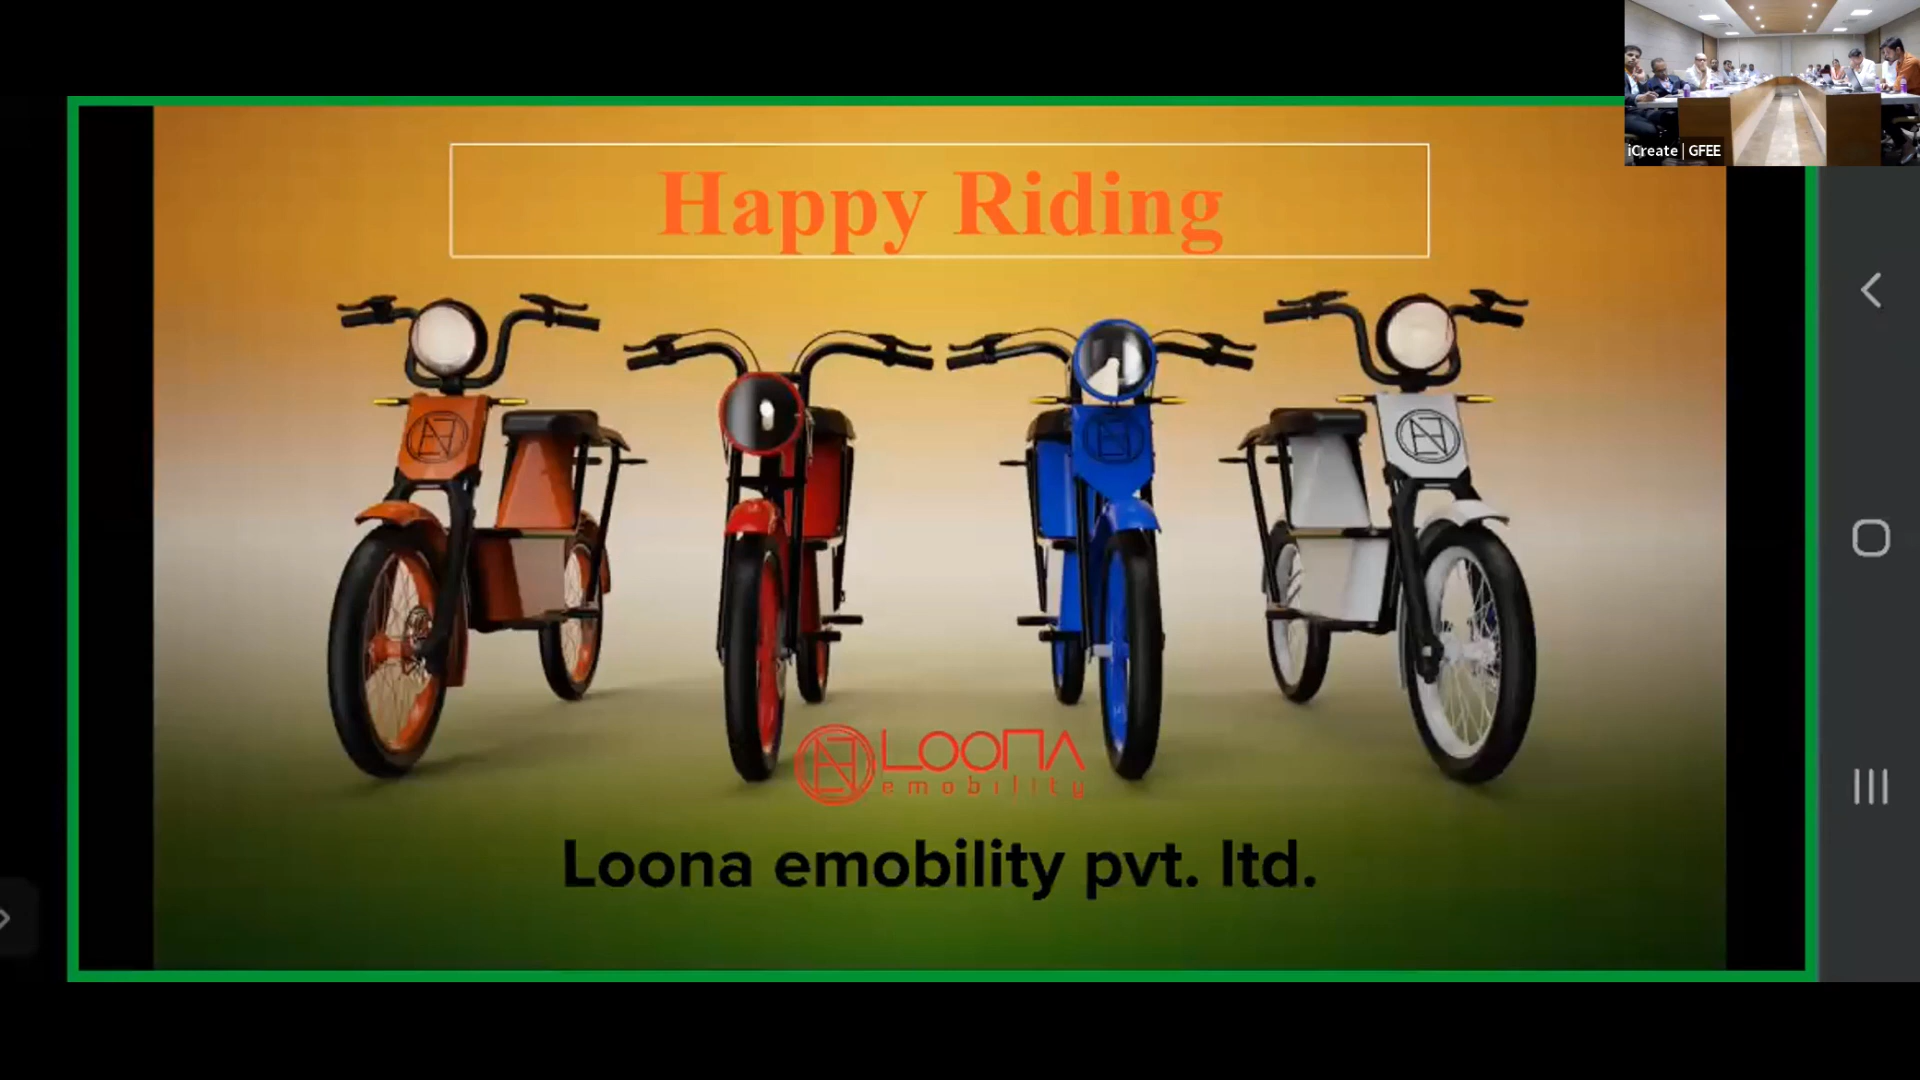 iCreate | GFEE
Happy Riding
LOONA
emobility
Loona emobility pvt. ltd.